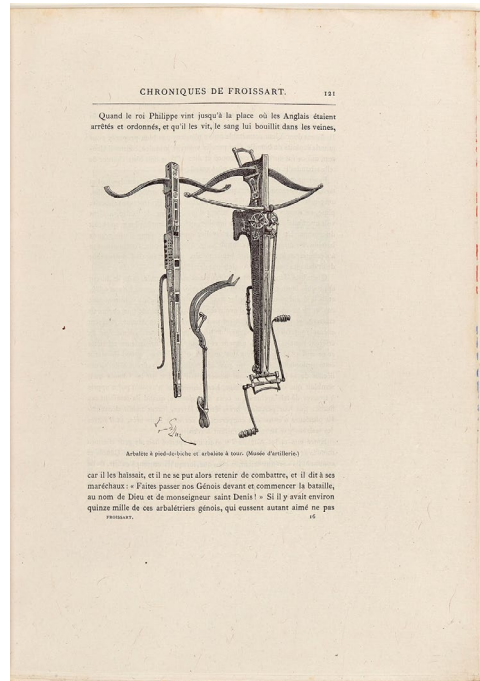 CHRONIQUES DE FROISSART. 121
Quand le roi Philippe vint jusqu'à la place où les Anglais étaient
arrêtés et ordonnés, et qu'il les vit, le sang lui bouillit dans les veines,
Arbalète à pied-de-biche et arbalète à tour. (Musée d'artillerie.)
car il les haïssait, et il ne se put alors retenir de combattre, et il dit à ses
maréchaux : « Faites passer nos Génois devant et commencer la bataille,
au nom de Dieu et de monseigneur saint Denis! » Si il y avait environ
quinze mille de ces arbalétriers génois, qui eussent autant aimé ne pas
FROISSART. 16